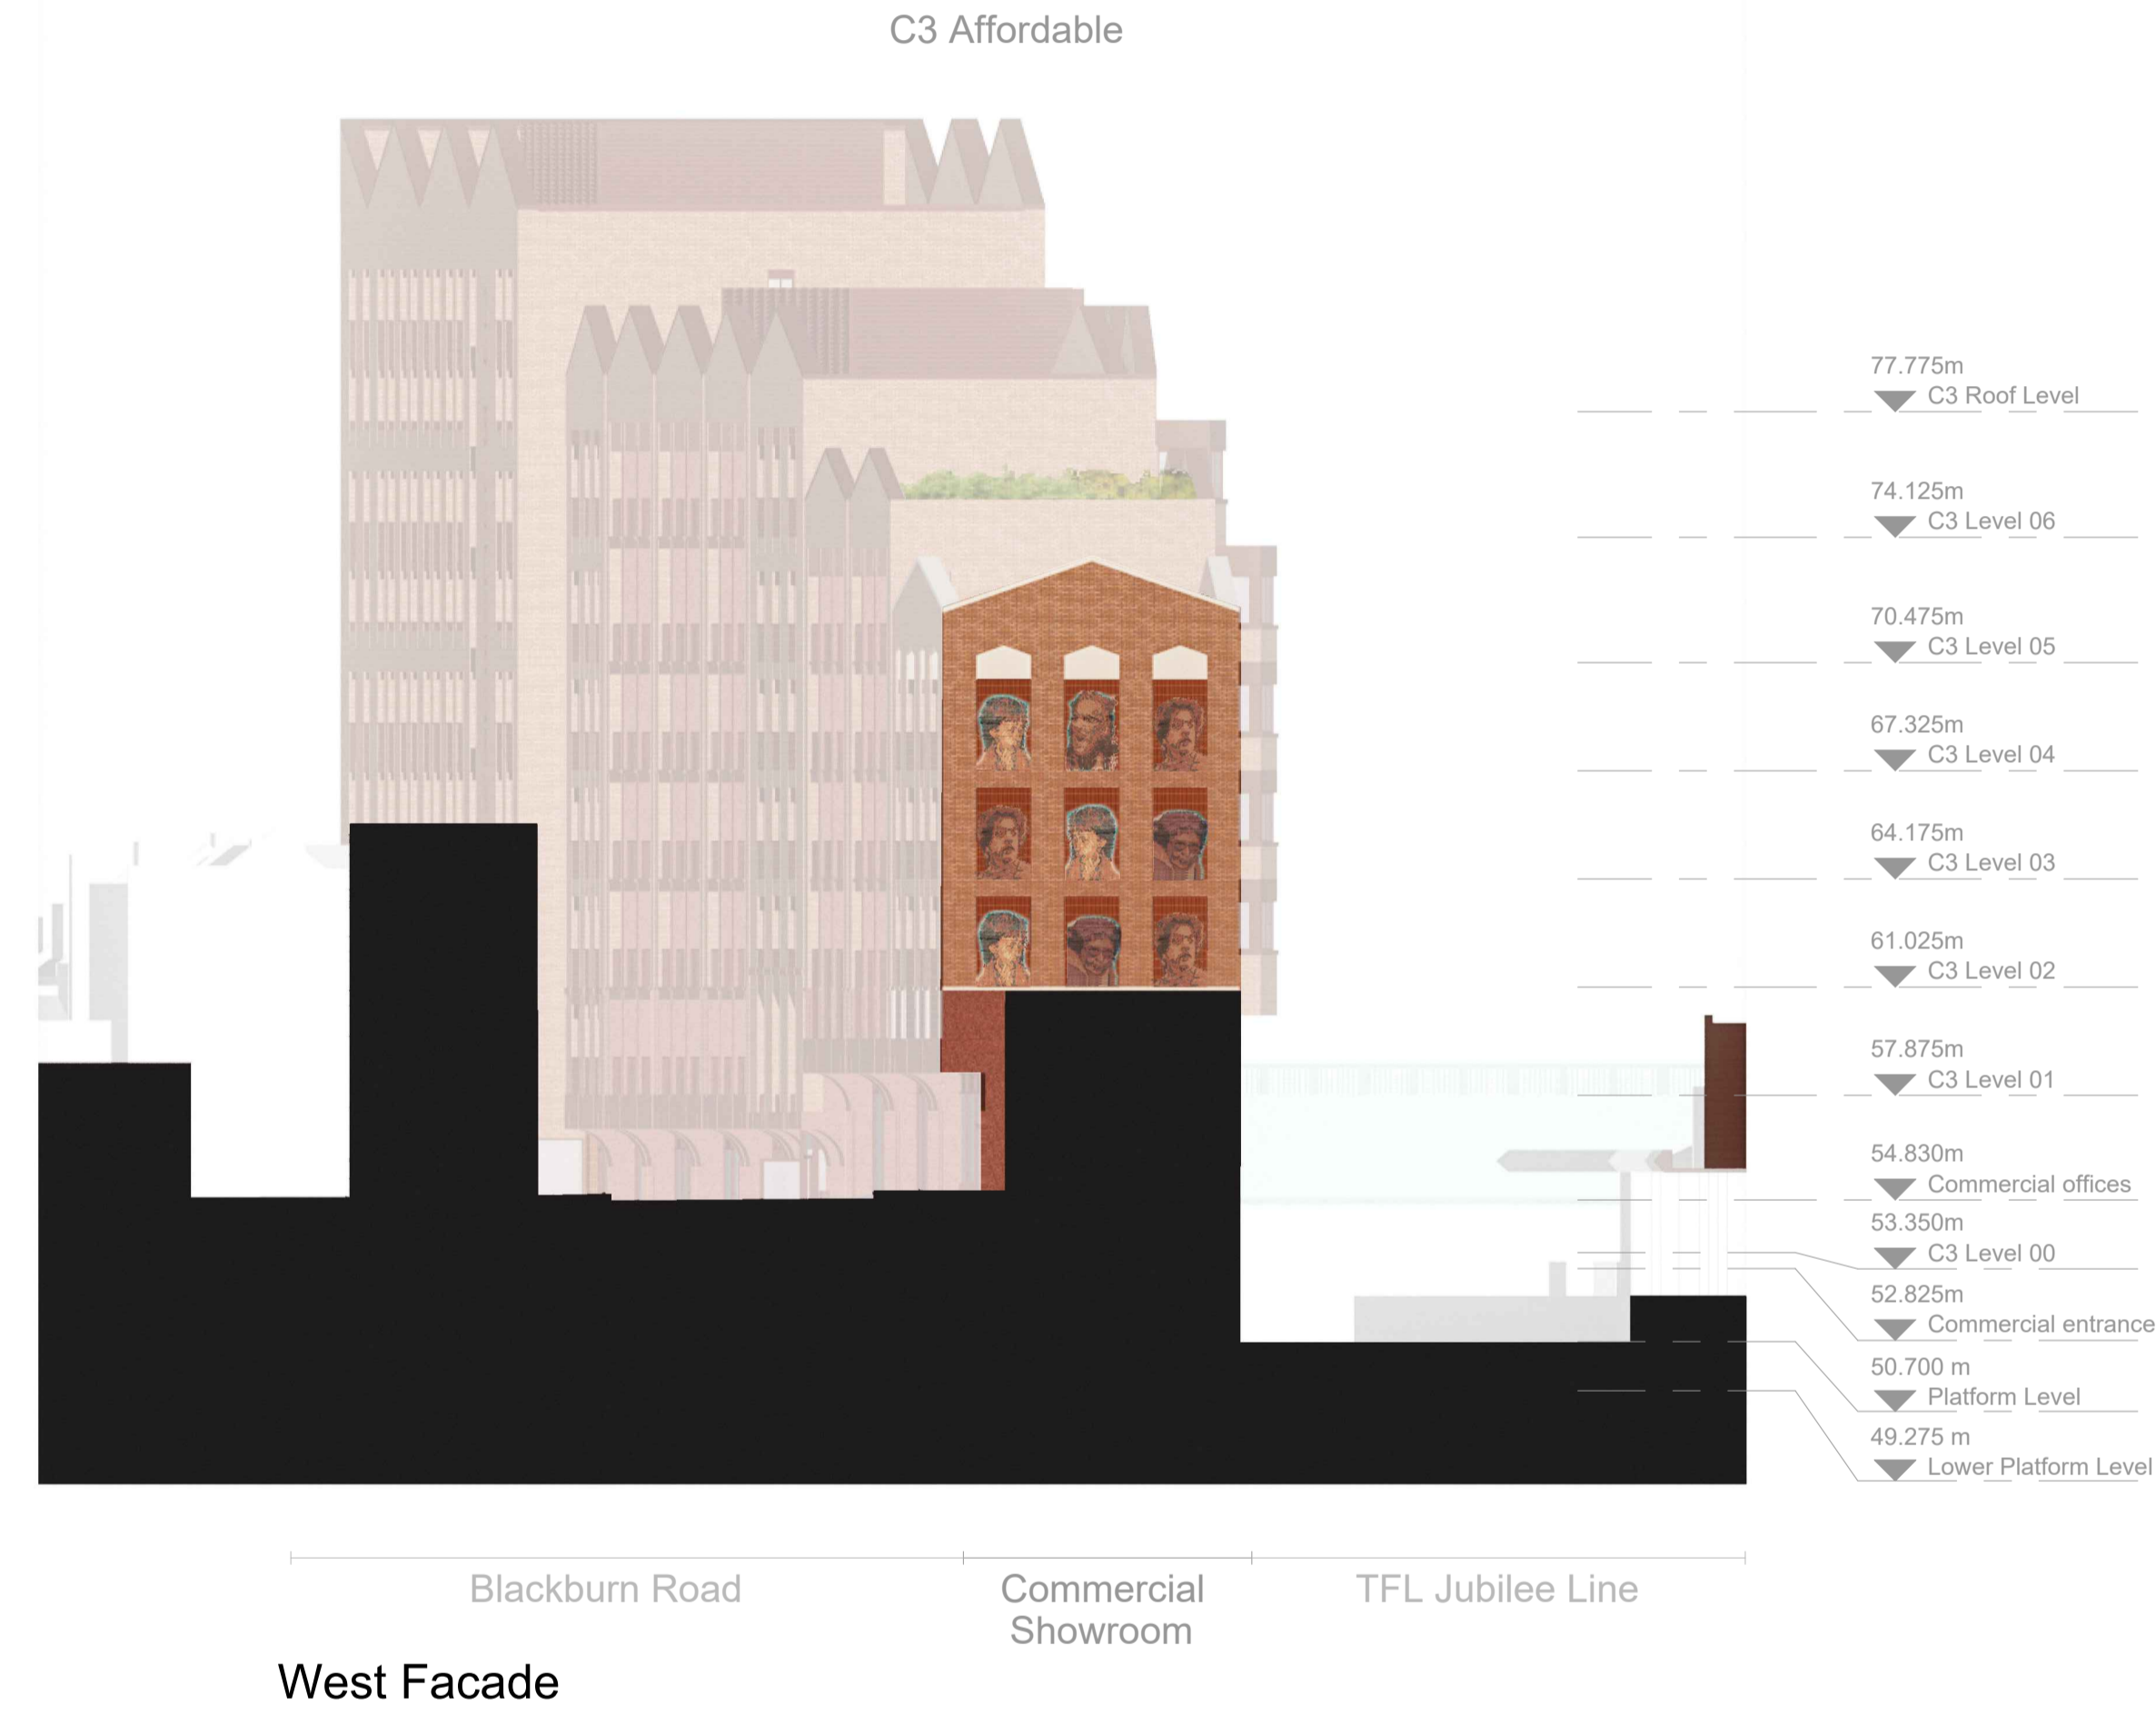 C3 Affordable
77.775m
C3 Roof Level
74.125m
C3 Level 06
70.475m
C3 Level 05
67.325m
C3 Level 04
64.175m
C3 Level 03
61.025m
C3 Level 02
57.875m
C3 Level 01
54.830m
Commercial offices
53.350m
C3 Level 00
52.825m
Commercial entrance
50.700 m
Platform Level
49.275 m
Lower Platform Level
Blackburn Road
Commercial
Showroom
TFL Jubilee Line
West Facade